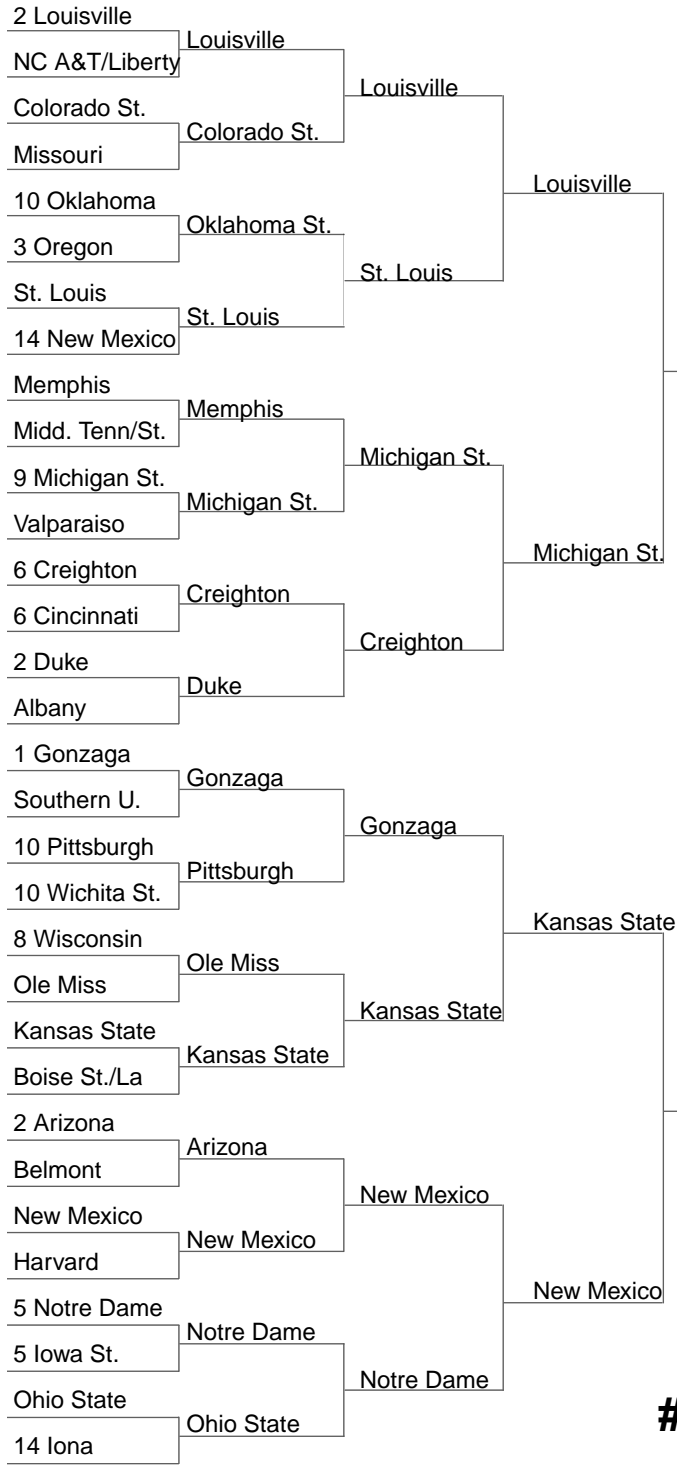 2 Louisville
NC A&T/Liberty
Colorado St.
Missouri
10 Oklahoma
3 Oregon
St. Louis
14 New Mexico
Memphis
Midd. Tenn/St.
9 Michigan St.
Valparaiso
6 Creighton
6 Cincinnati
2 Duke
Albany
1 Gonzaga
Southern U.
10 Pittsburgh
10 Wichita St.
8 Wisconsin
Ole Miss
Kansas State
Boise St./La
2 Arizona
Belmont
New Mexico
Harvard
5 Notre Dame
5 Iowa St.
Ohio State
14 Iona
Louisville
Colorado St.
Oklahoma St.
St. Louis
Memphis
Michigan St.
Creighton
Duke
Gonzaga
Pittsburgh
Ole Miss
Kansas State
Arizona
New Mexico
Notre Dame
Ohio State
Louisville
St. Louis
Michigan St.
Creighton
Gonzaga
Kansas State
New Mexico
Notre Dame
Louisville
Michigan St.
Kansas State
New Mexico
#